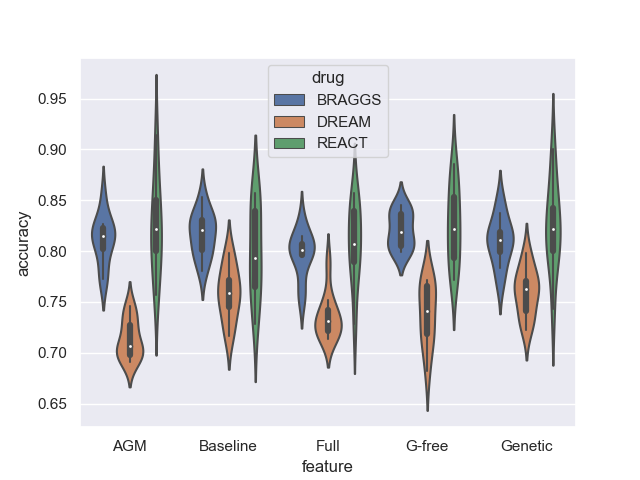 drug
BRAGGS
DREAM
REACT
0.95
0.90
0.85
0.80
0.75
0.70
0.65
accuracy
AGM Baseline Full G-free Genetic
feature